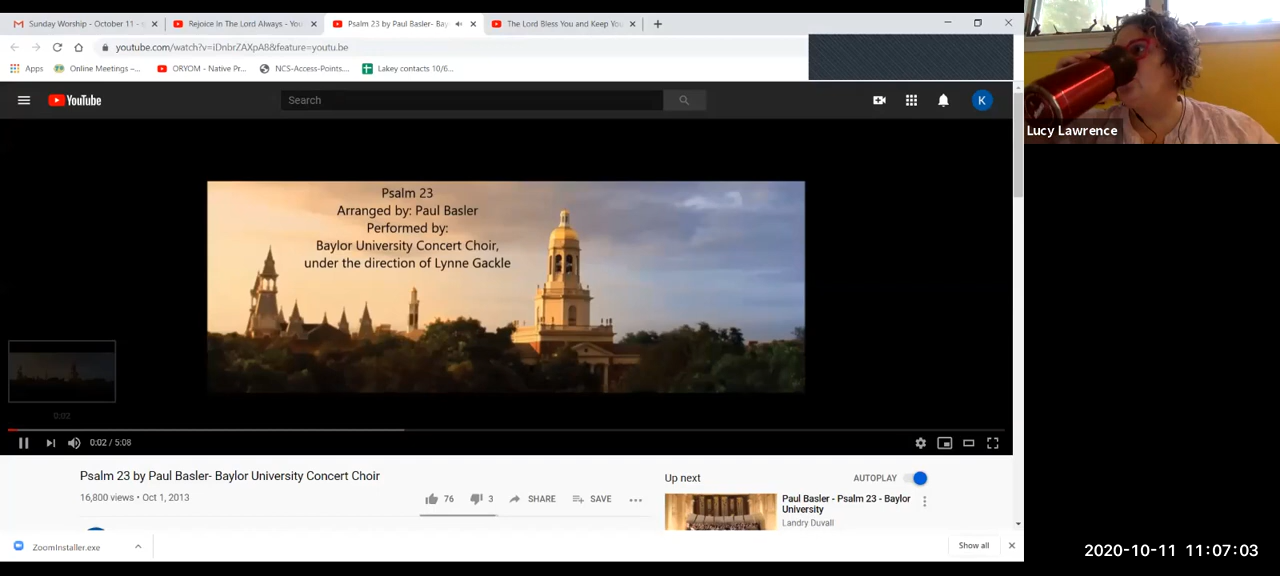 Sunday Worship - October 11 -
Rejoice In The Lord Always - You
Psalm 23 by Paul Basler- Bay
The Lord Bless You and Keep You
youtube.com/watch?v=iDnbrZAXpA8&feature=youtu.be
Apps
Online Meetings –...
ORYOM - Native Pr...
NCS-Access-Points....
Lakey contacts 10/6...
YouTube
Search
K
Lucy Lawrence
Psalm 23
Arranged by: Paul Basler
Performed by:
Baylor University Concert Choir,
under the direction of Lynne Gackle
0:02
0:02 / 5:08
Psalm 23 by Paul Basler- Baylor University Concert Choir
16,800 views • Oct 1, 2013
76
3
SHARE
SAVE
Up next
AUTOPLAY
Paul Basler - Psalm 23 - Baylor
University
Landry Duvall
ZoomInstaller.exe
Show all
2020-10-11 11:07:03